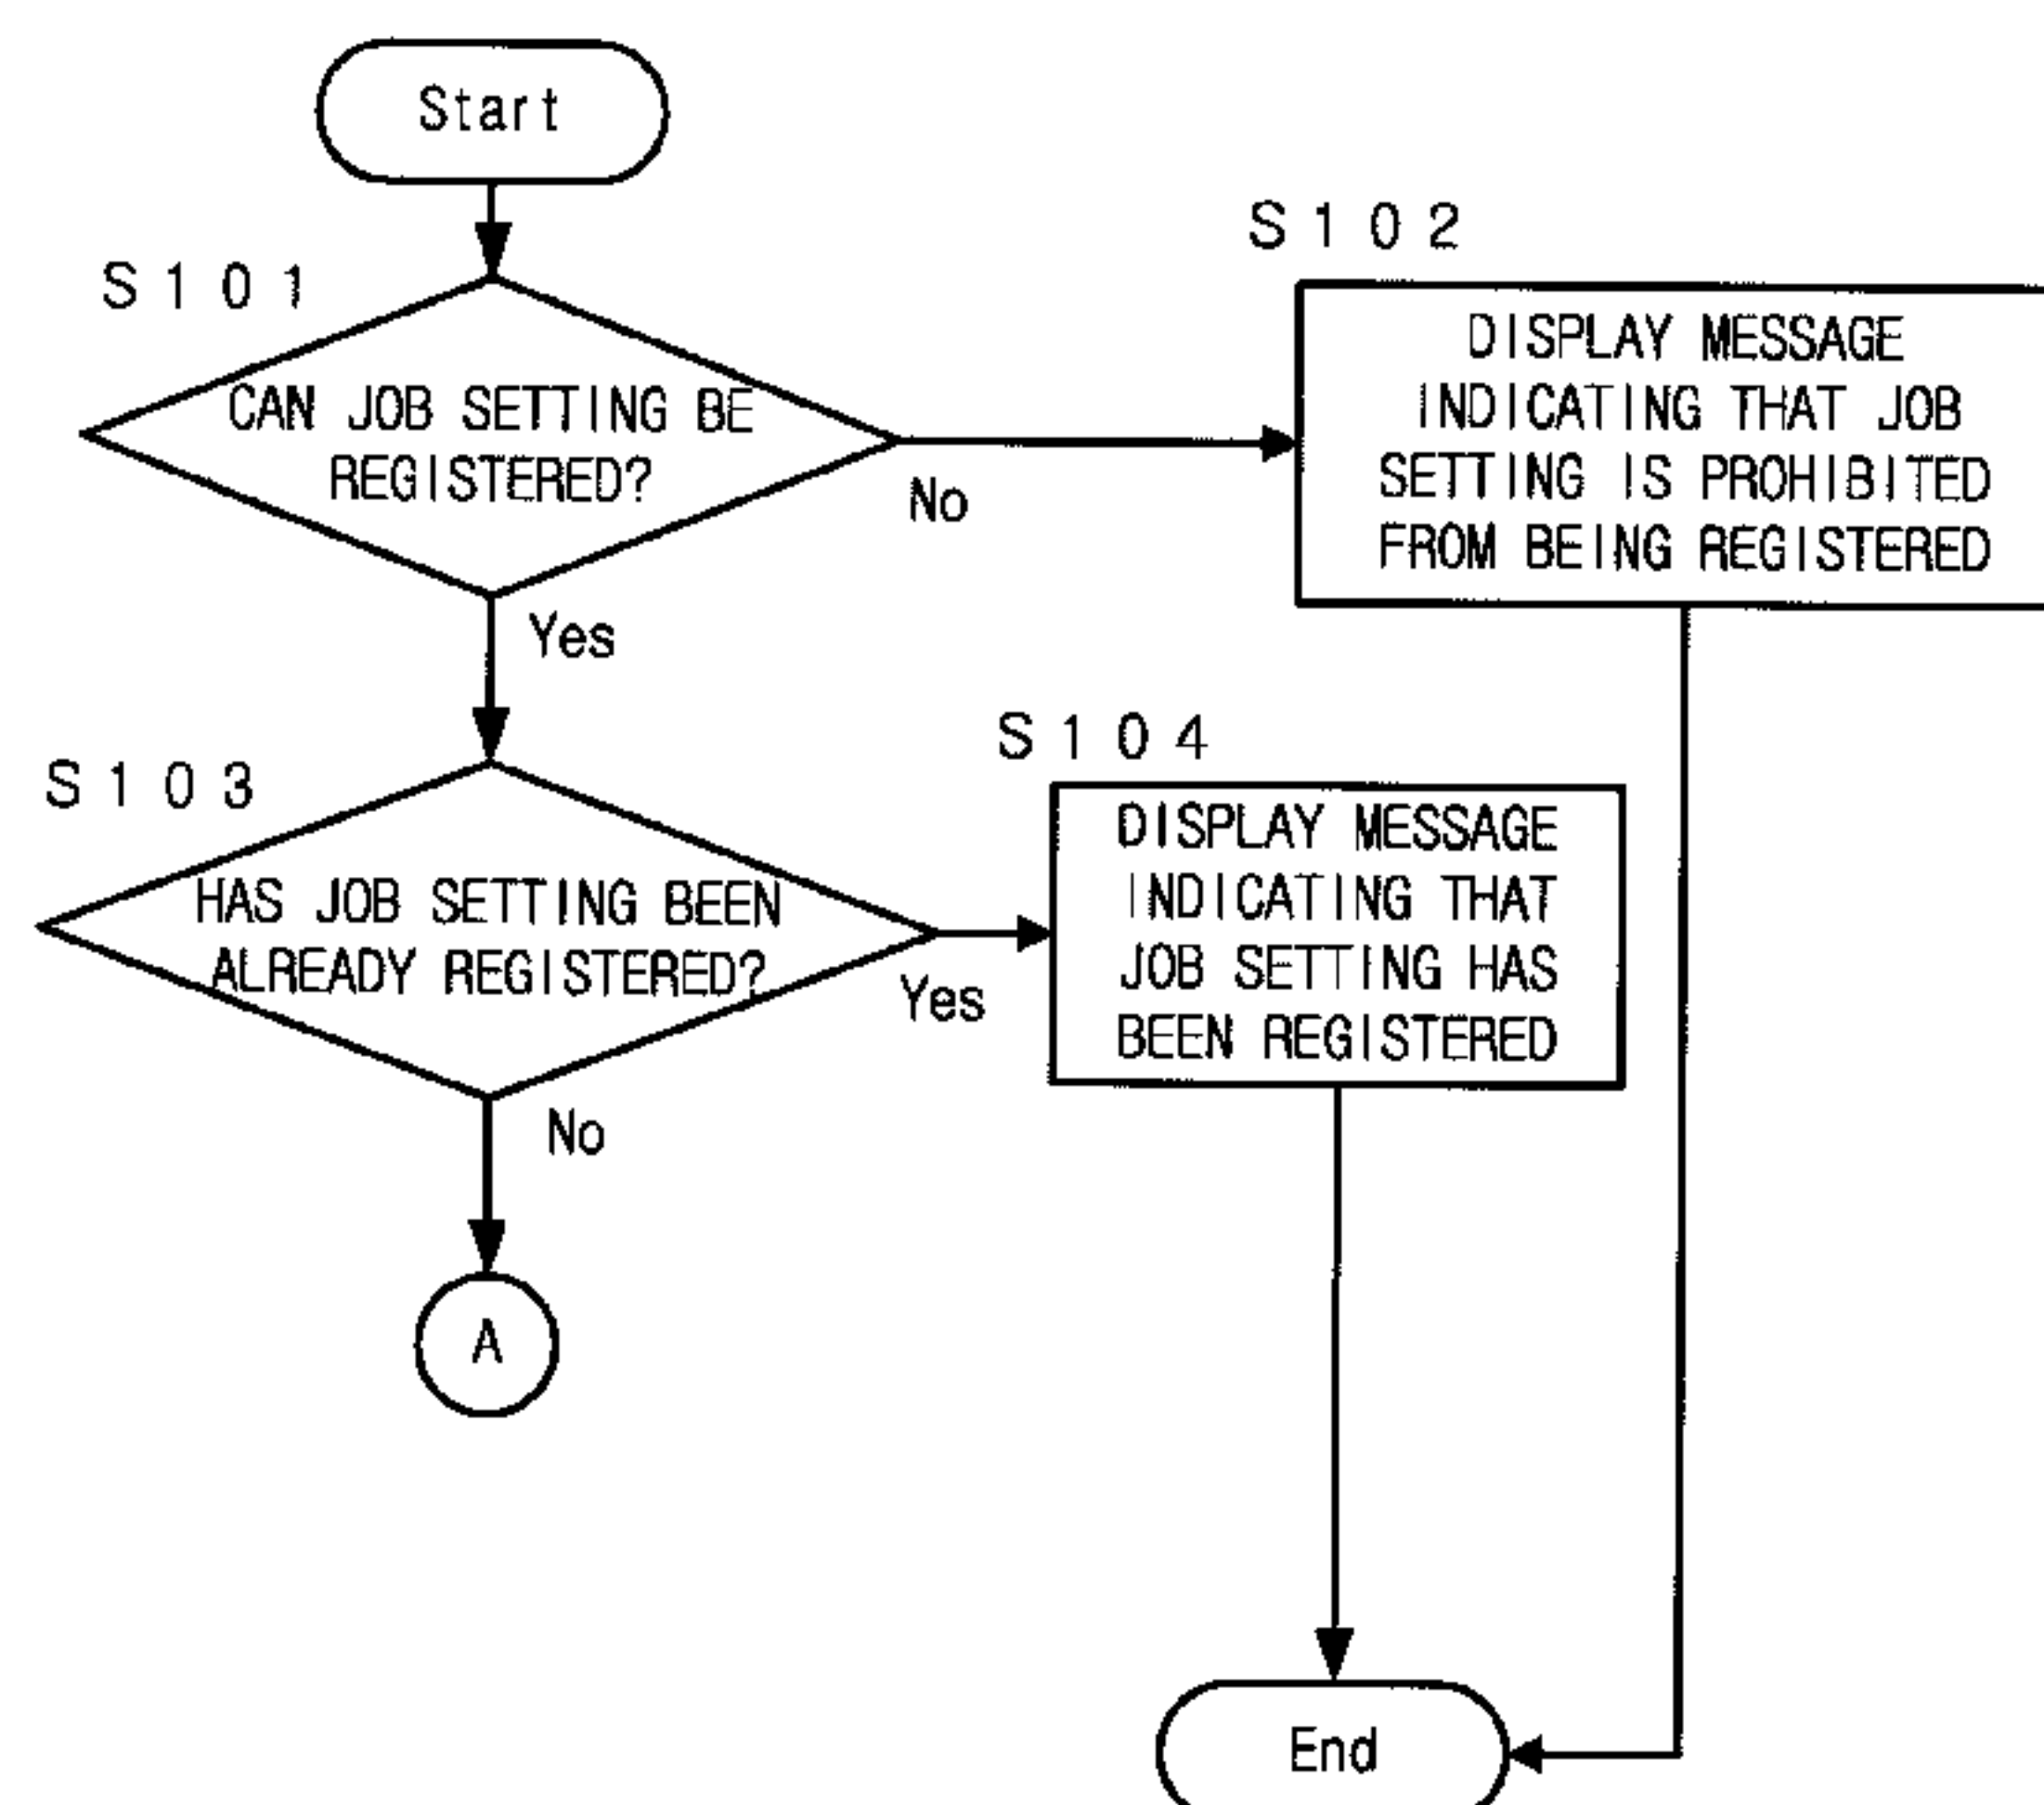 Start
S101
CAN JOB SETTING BE
REGISTERED?
No
Yes
S102
DISPLAY MESSAGE
INDICATING THAT JOB
SETTING IS PROHIBITED
FROM BEING REGISTERED
S103
HAS JOB SETTING BEEN
ALREADY REGISTERED?
Yes
No
S104
DISPLAY MESSAGE
INDICATING THAT
JOB SETTING HAS
BEEN REGISTERED
A
End